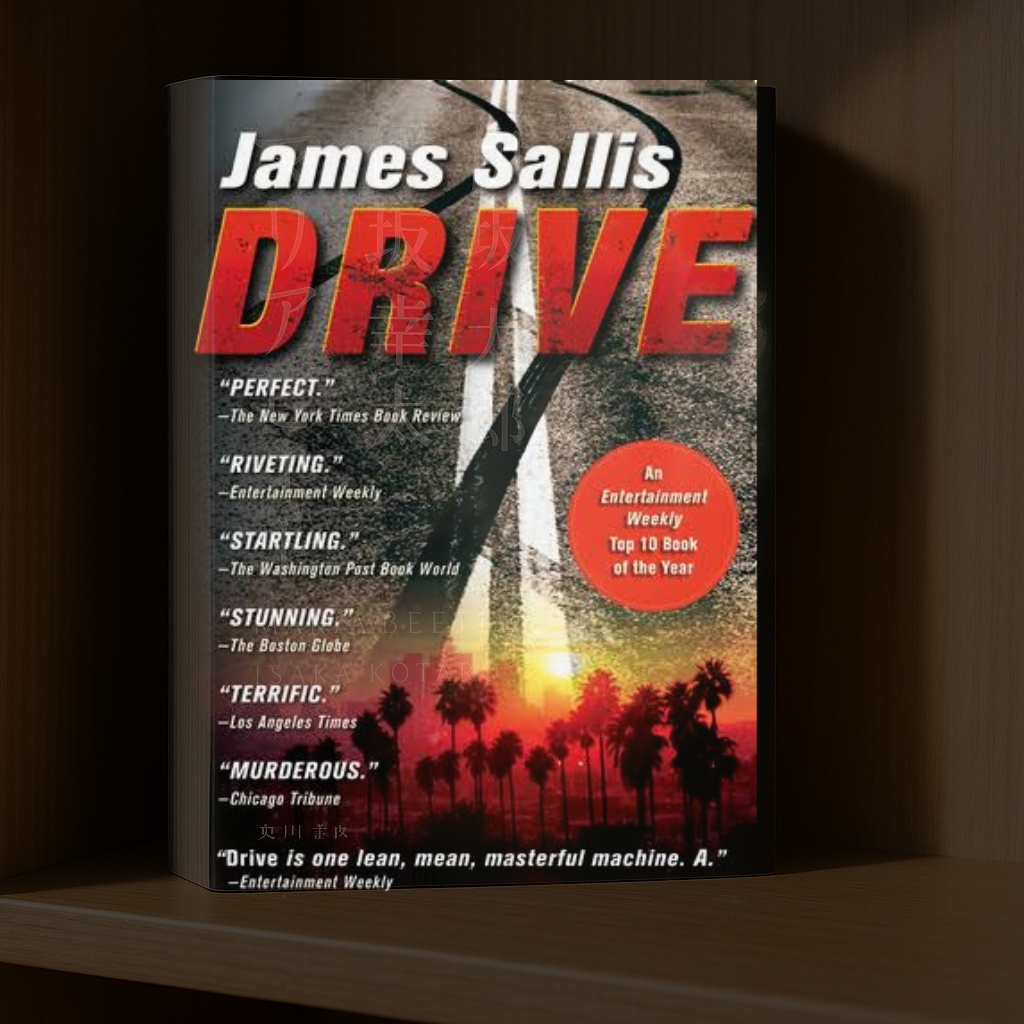 James Sallis
DRIVE
“PERFECT.”
—The New York Times Book Review
“RIVETING.”
—Entertainment Weekly
“STARTLING.”
—The Washington Post Book World
“STUNNING.”
—The Boston Globe
“TERRIFIC.”
—Los Angeles Times
“MURDEROUS.”
—Chicago Tribune
An
Entertainment
Weekly
Top 10 Book
of the Year
“Drive is one lean, mean, masterful machine. A.”
—Entertainment Weekly